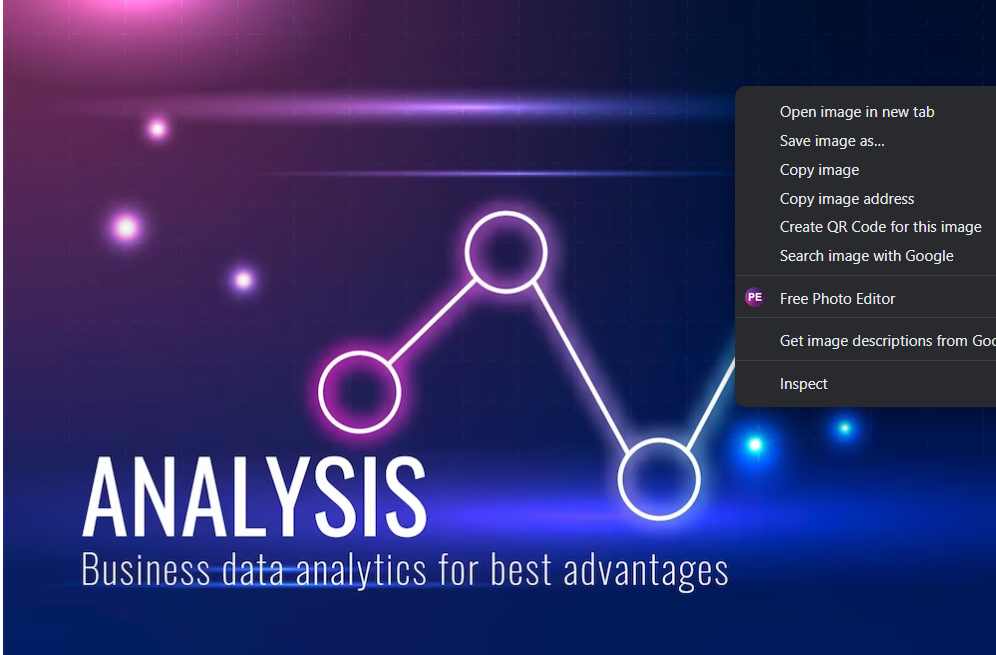 Open image in new tab
Save image as...
Copy image
Copy image address
Create QR Code for this image
Search image with Google
PE Free Photo Editor
Get image descriptions from Goo
Inspect
ANALYSIS
Business data analytics for best advantages